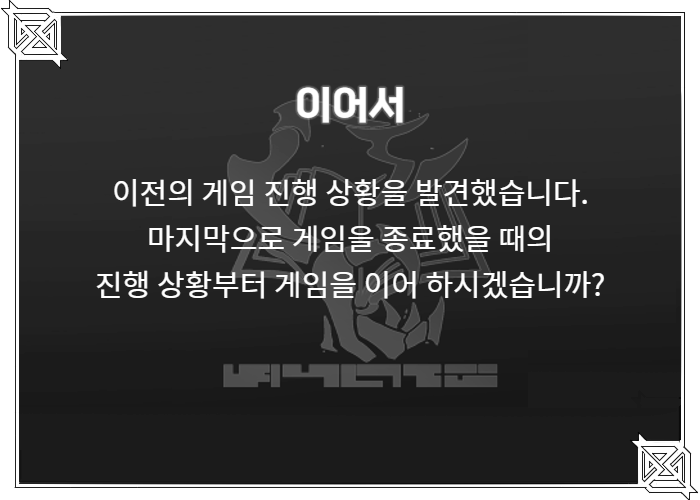 이어서
이전의 게임 진행 상황을 발견했습니다.
마지막으로 게임을 종료했을 때의
진행 상황부터 게임을 이어 하시겠습니까?